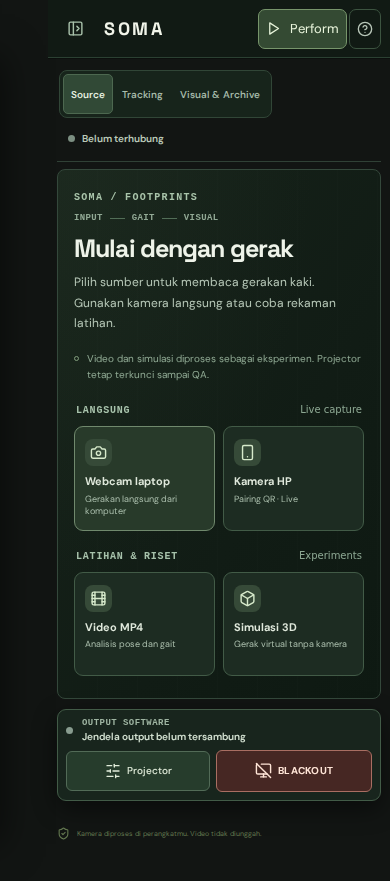 SOMA
Perform
Source
Tracking
Visual & Archive
Belum terhubung
SOMA / FOOTPRINTS
INPUT — GAIT — VISUAL
Mulai dengan gerak
Pilih sumber untuk membaca gerakan kaki.
Gunakan kamera langsung atau coba rekaman
latihan.
Video dan simulasi diproses sebagai eksperimen. Projector
tetap terkunci sampai QA.
LANGSUNG
Live capture
Webcam laptop
Gerakan langsung dari
komputer
Kamera HP
Pairing QR · Live
LATIHAN & RISET
Experiments
Video MP4
Analisis pose dan gait
Simulasi 3D
Gerak virtual tanpa kamera
OUTPUT SOFTWARE
Jendela output belum tersambung
Projector
BLACKOUT
Kamera diproses di perangkatmu. Video tidak diunggah.